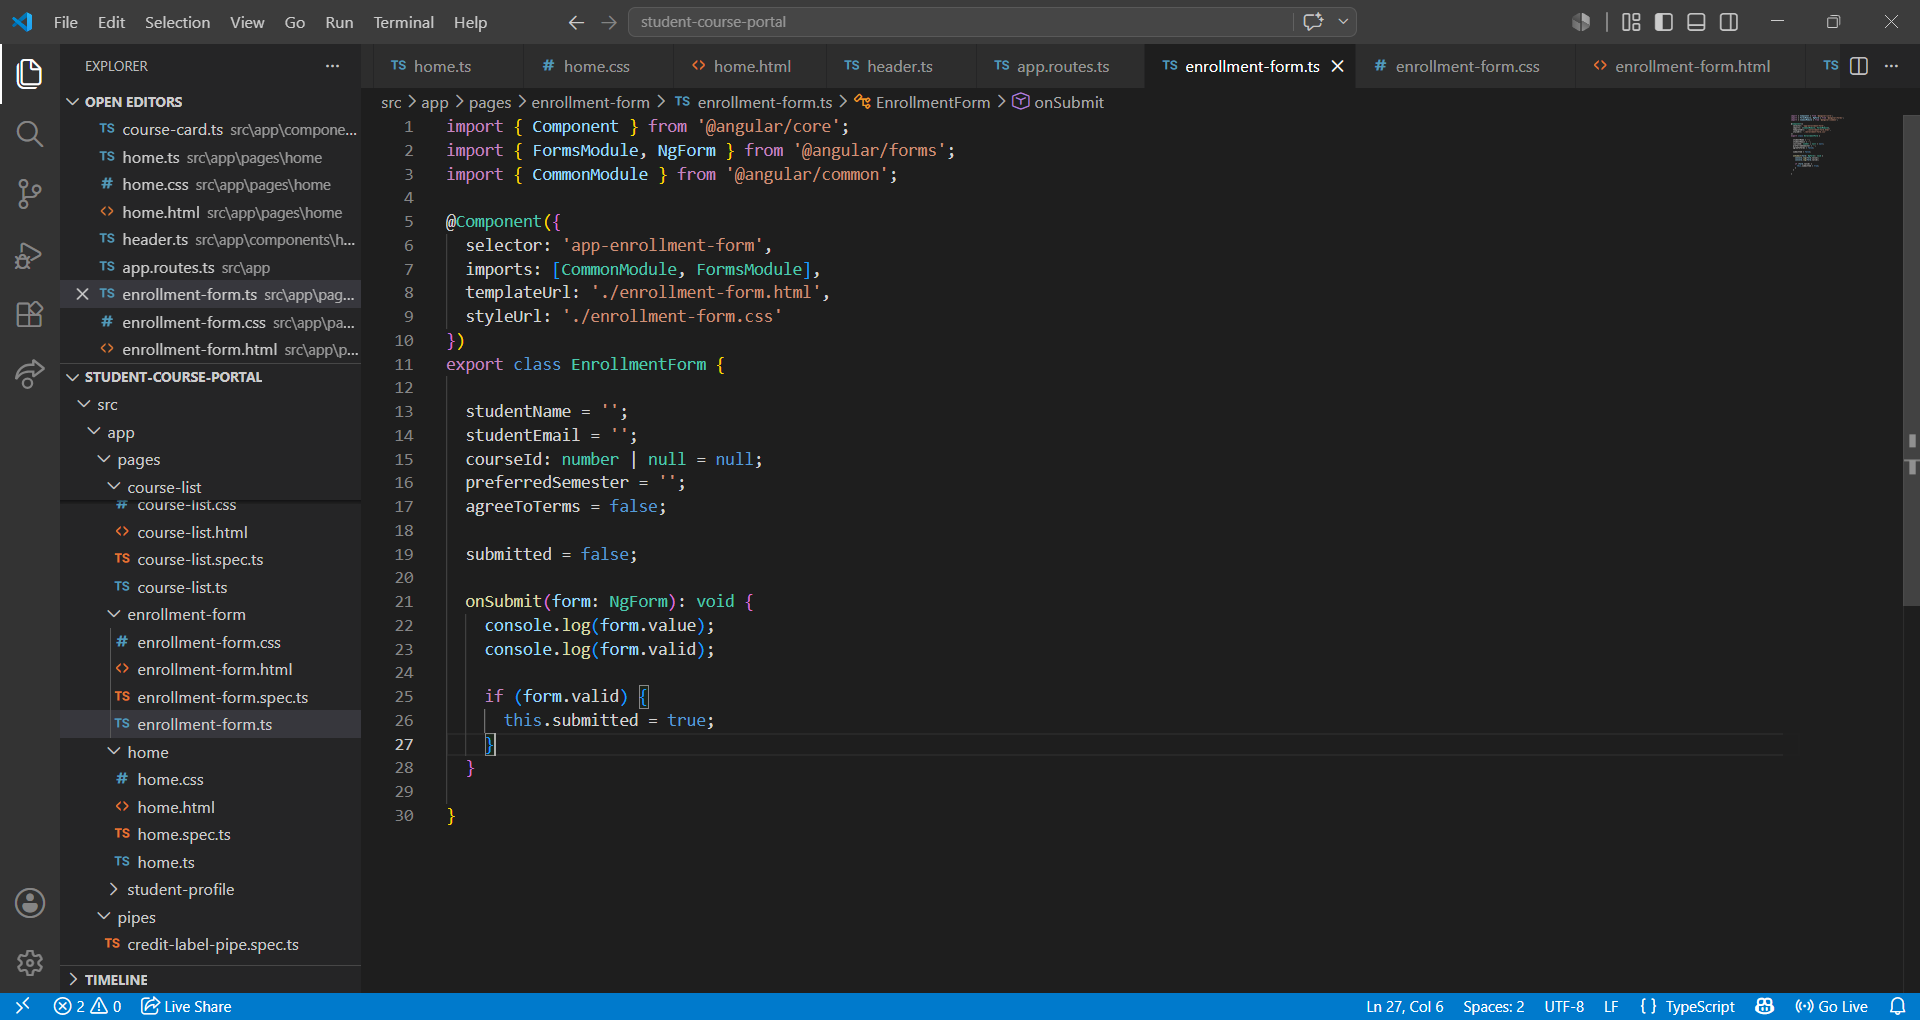 File Edit Selection View Go Run Terminal Help
student-course-portal
EXPLORER
OPEN EDITORS
TS course-card.ts src\app\compone...
TS home.ts src\app\pages\home
# home.css src\app\pages\home
<> home.html src\app\pages\home
TS header.ts src\app\components\h...
TS app.routes.ts src\app
TS enrollment-form.ts src\app\pag...
# enrollment-form.css src\app\pa...
<> enrollment-form.html src\app\p...
STUDENT-COURSE-PORTAL
src
app
pages
course-list
# course-list.css
<> course-list.html
TS course-list.spec.ts
TS course-list.ts
enrollment-form
# enrollment-form.css
<> enrollment-form.html
TS enrollment-form.spec.ts
TS enrollment-form.ts
home
# home.css
<> home.html
TS home.spec.ts
TS home.ts
student-profile
pipes
TS credit-label-pipe.spec.ts
TIMELINE
TS home.ts # home.css <> home.html TS header.ts TS app.routes.ts TS enrollment-form.ts # enrollment-form.css <> enrollment-form.html TS
src > app > pages > enrollment-form > TS enrollment-form.ts > EnrollmentForm > onSubmit
1 import { Component } from '@angular/core';
2 import { FormsModule, NgForm } from '@angular/forms';
3 import { CommonModule } from '@angular/common';
4
5 @Component({
6 selector: 'app-enrollment-form',
7 imports: [CommonModule, FormsModule],
8 templateUrl: './enrollment-form.html',
9 styleUrl: './enrollment-form.css'
10 })
11 export class EnrollmentForm {
12
13 studentName = '';
14 studentEmail = '';
15 courseId: number | null = null;
16 preferredSemester = '';
17 agreeToTerms = false;
18
19 submitted = false;
20
21 onSubmit(form: NgForm): void {
22 console.log(form.value);
23 console.log(form.valid);
24
25 if (form.valid) {
26 this.submitted = true;
27 }
28 }
29
30 }
2 0 Live Share Ln 27, Col 6 Spaces: 2 UTF-8 LF {} TypeScript Go Live